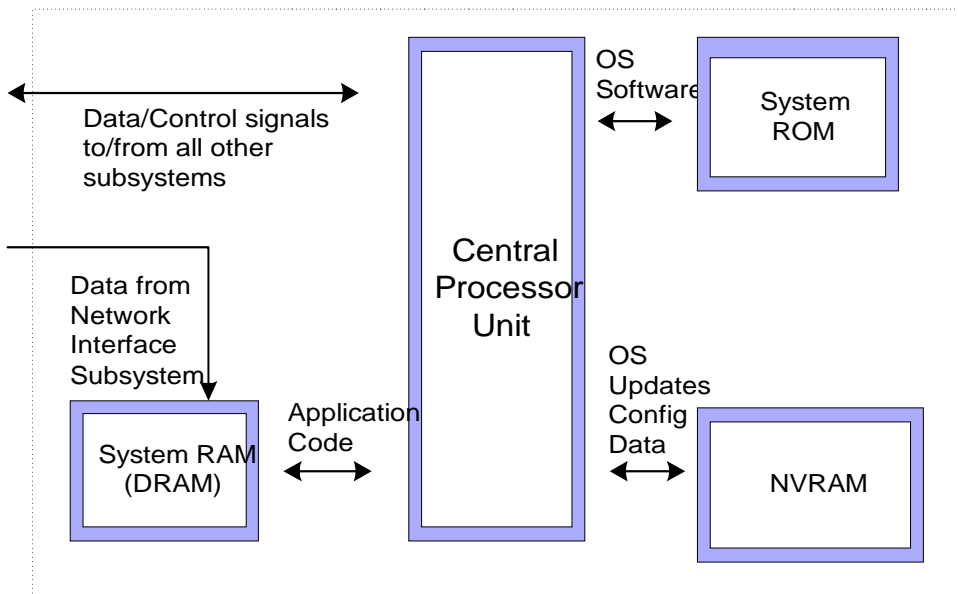 OS
Software
System
ROM
Data/Control signals
to/from all other
subsystems
Central
Processor
Unit
Data from
Network
Interface
Subsystem
OS
Updates
Config
Data
Application
Code
System RAM
(DRAM)
NVRAM